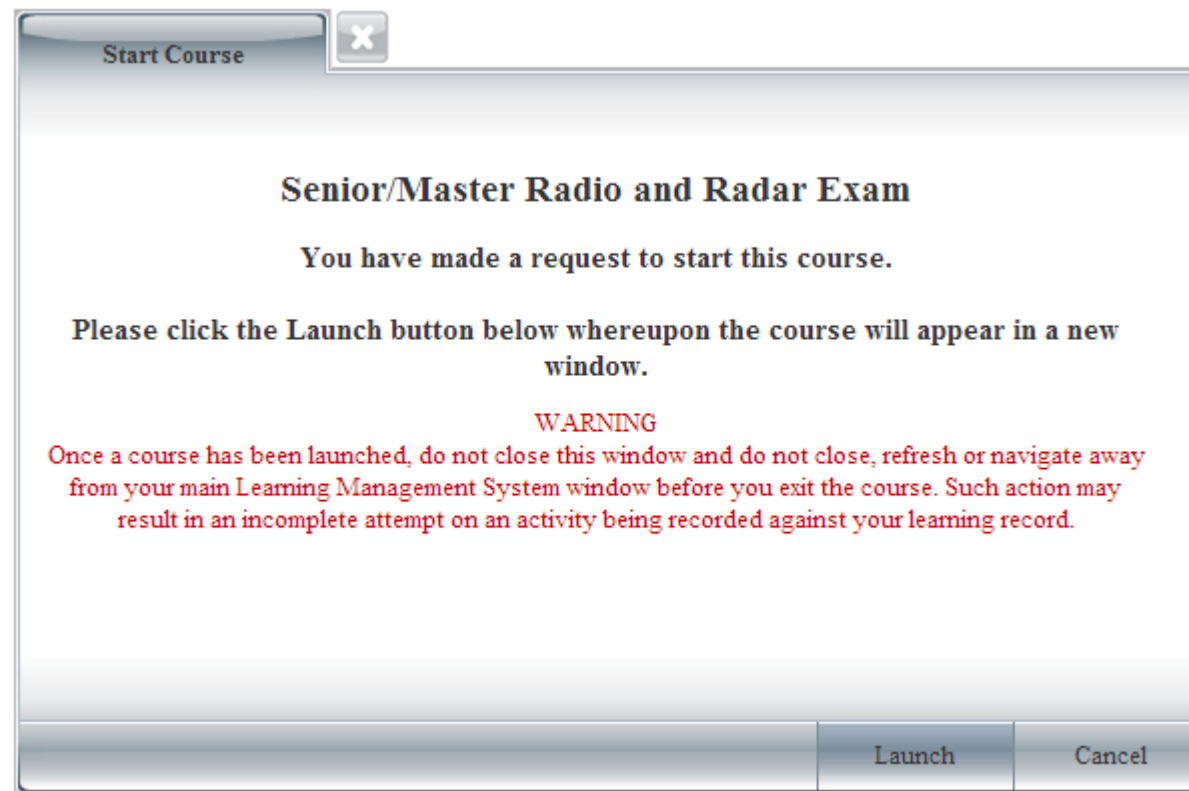 Start Course
Senior/Master Radio and Radar Exam
You have made a request to start this course.
Please click the Launch button below whereupon the course will appear in a new
window.
WARNING
Once a course has been launched, do not close this window and do not close, refresh or navigate away
from your main Learning Management System window before you exit the course. Such action may
result in an incomplete attempt on an activity being recorded against your learning record.
Launch
Cancel